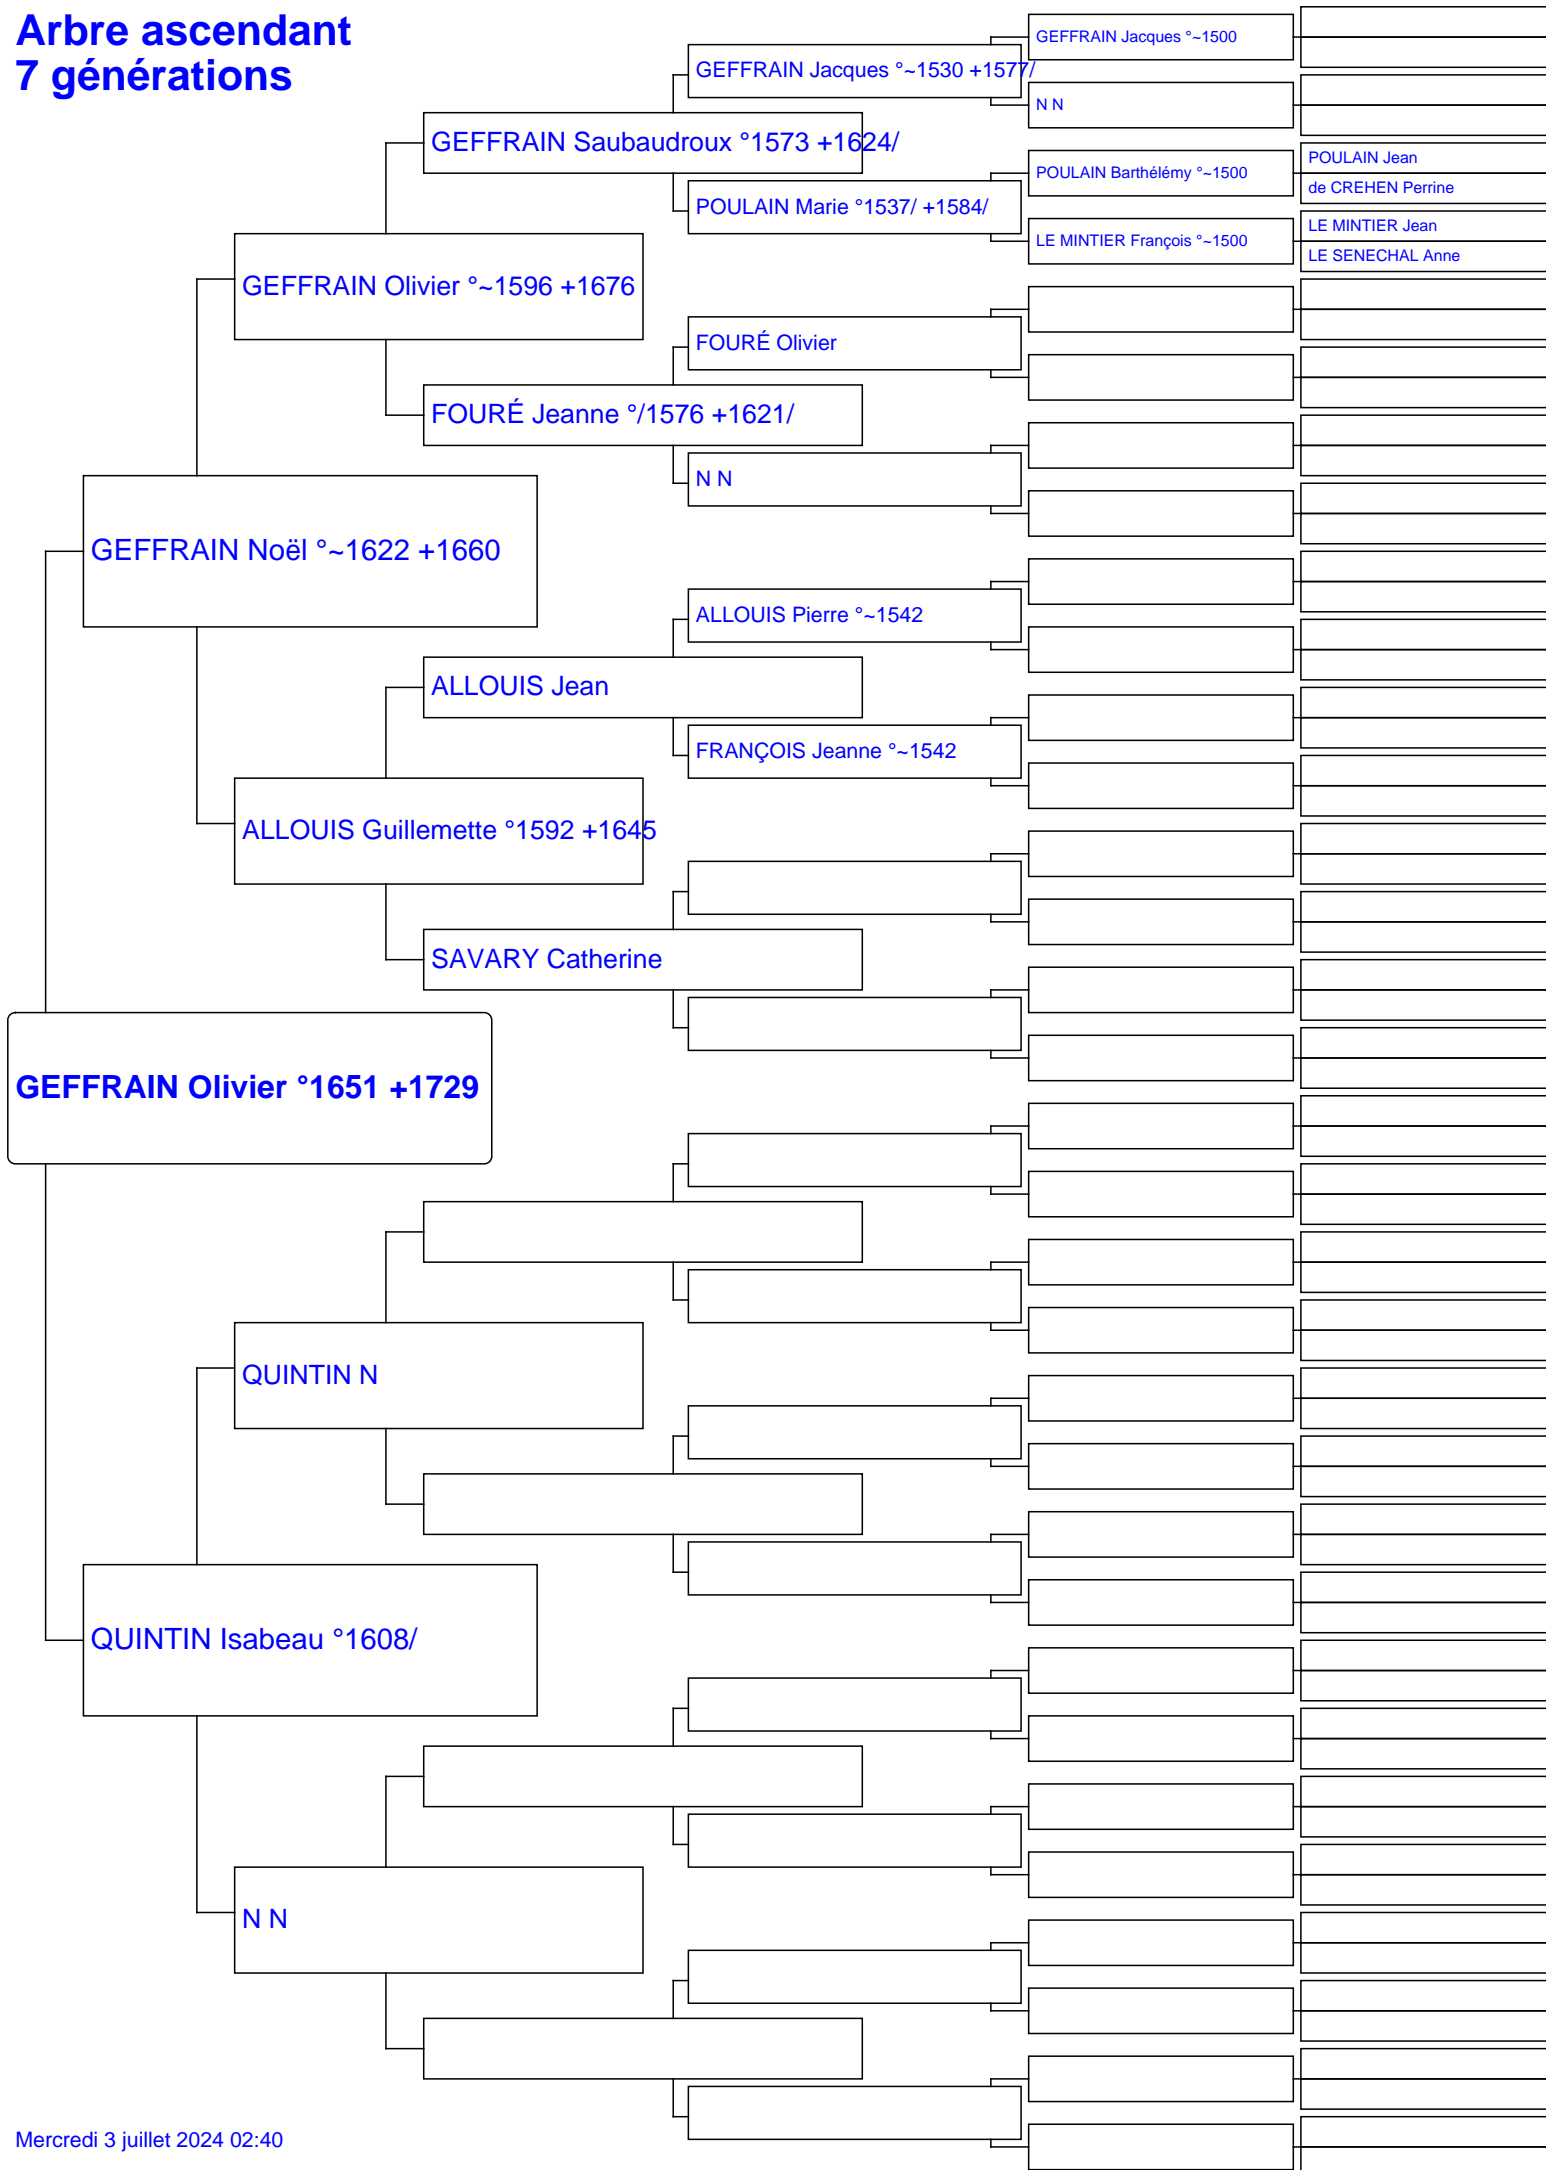 Arbre ascendant
7 générations
GEFFRAIN Jacques °~1500
GEFFRAIN Jacques °~1530 +1577/
N N
GEFFRAIN Saubaudroux °1573 +1624/
POULAIN Jean
POULAIN Barthélémy °~1500
de CREHEN Perrine
POULAIN Marie °1537/ +1584/
LE MINTIER Jean
LE MINTIER François °~1500
LE SENECHAL Anne
GEFFRAIN Olivier °~1596 +1676
FOURÉ Olivier
FOURÉ Jeanne °/1576 +1621/
N N
GEFFRAIN Noël °~1622 +1660
ALLOUIS Pierre °~1542
ALLOUIS Jean
FRANÇOIS Jeanne °~1542
ALLOUIS Guillemette °1592 +1645
SAVARY Catherine
GEFFRAIN Olivier °1651 +1729
QUINTIN N
QUINTIN Isabeau °1608/
N N
Mercredi 3 juillet 2024 02:40